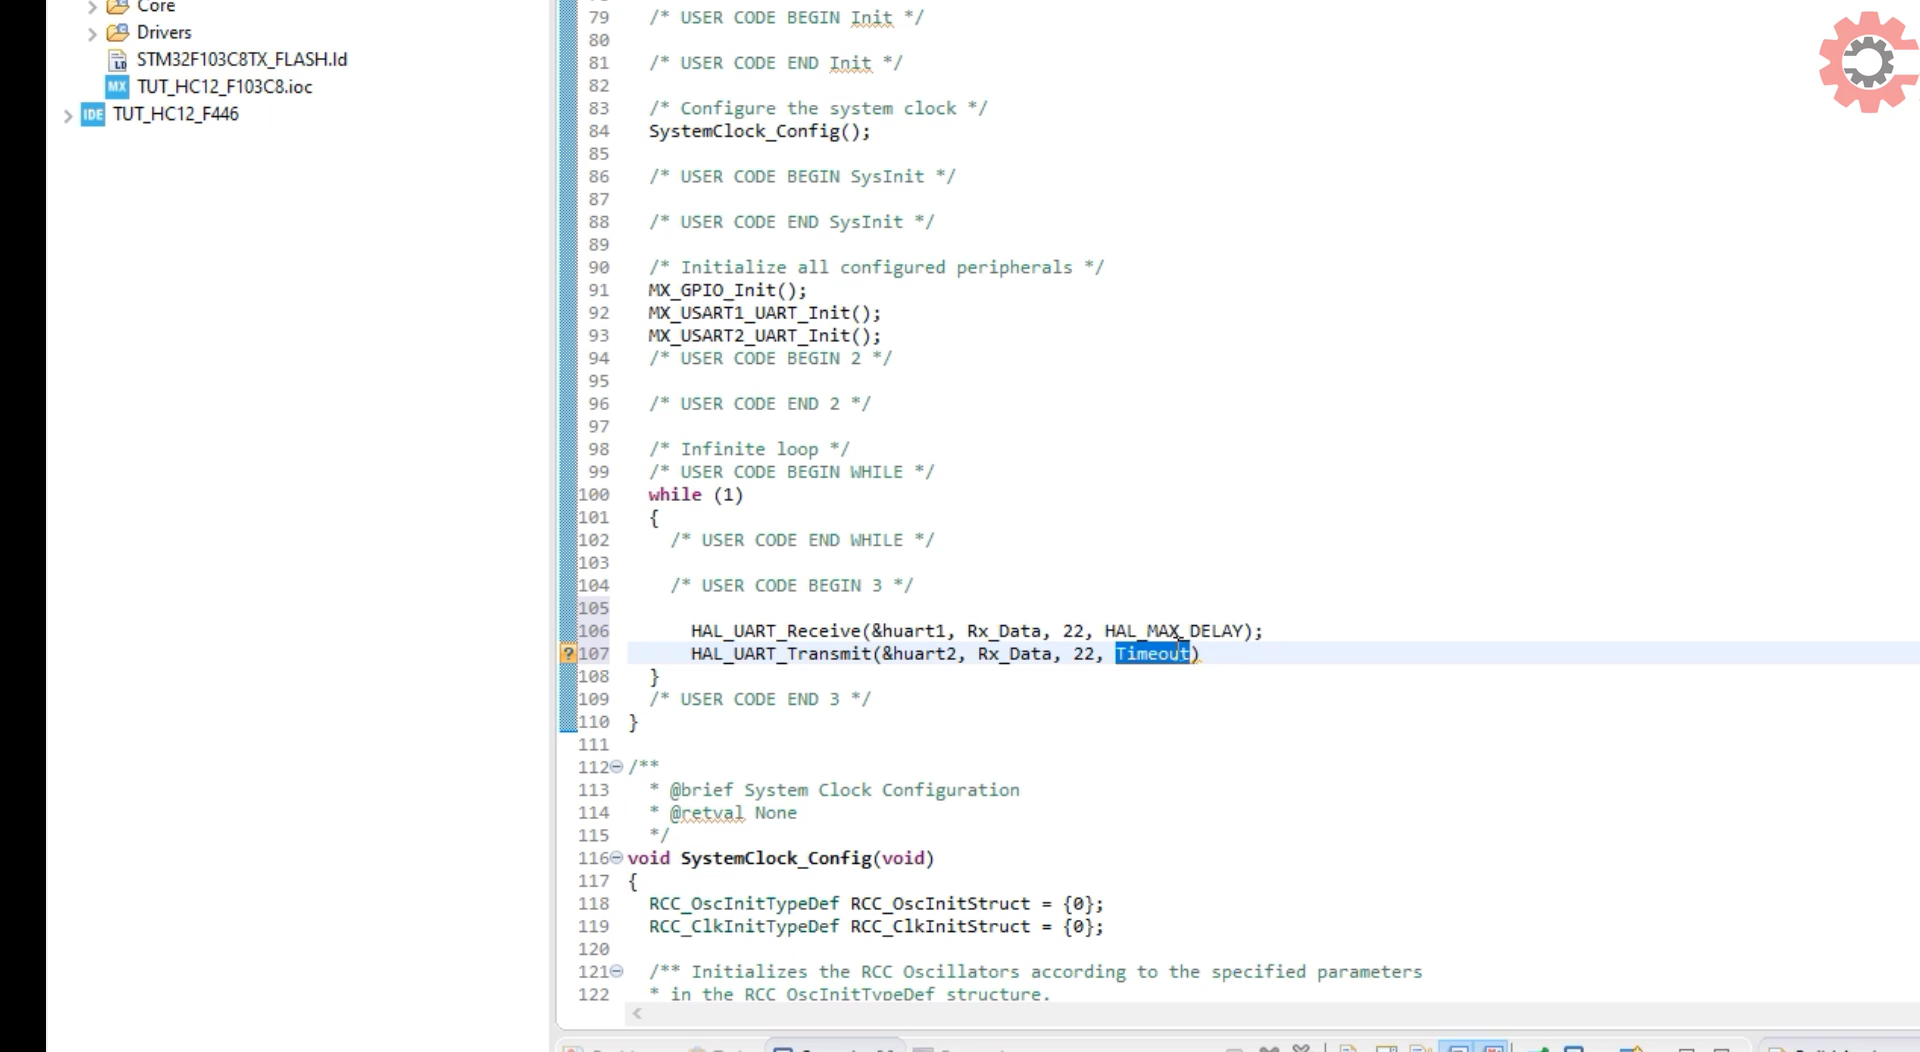 Core
Drivers
STM32F103C8TX_FLASH.ld
MX TUT_HC12_F103C8.ioc
IDE TUT_HC12_F446
79 /* USER CODE BEGIN Init */
80
81 /* USER CODE END Init */
82
83 /* Configure the system clock */
84 SystemClock_Config();
85
86 /* USER CODE BEGIN SysInit */
87
88 /* USER CODE END SysInit */
89
90 /* Initialize all configured peripherals */
91 MX_GPIO_Init();
92 MX_USART1_UART_Init();
93 MX_USART2_UART_Init();
94 /* USER CODE BEGIN 2 */
95
96 /* USER CODE END 2 */
97
98 /* Infinite loop */
99 /* USER CODE BEGIN WHILE */
100 while (1)
101 {
102 /* USER CODE END WHILE */
103
104 /* USER CODE BEGIN 3 */
105
106 HAL_UART_Receive(&huart1, Rx_Data, 22, HAL_MAX_DELAY);
107 HAL_UART_Transmit(&huart2, Rx_Data, 22, Timeout)
108 }
109 /* USER CODE END 3 */
110 }
111
112 /**
113 * @brief System Clock Configuration
114 * @retval None
115 */
116 void SystemClock_Config(void)
117 {
118 RCC_OscInitTypeDef RCC_OscInitStruct = {0};
119 RCC_ClkInitTypeDef RCC_ClkInitStruct = {0};
120
121 /** Initializes the RCC Oscillators according to the specified parameters
122 * in the RCC_OscInitTypeDef structure.